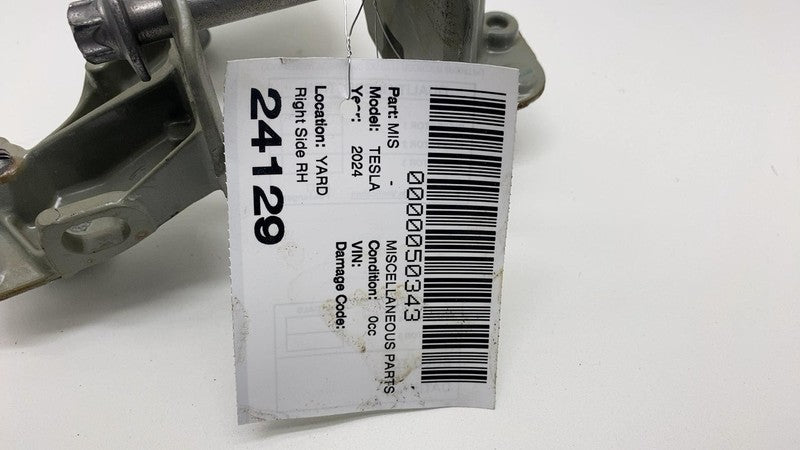 0000050343
Part: MIS - MISCELLANEOUS PARTS
Model: TESLA Condition: 0cc
Year: 2024 VIN:
Damage Code:
Location: YARD
Right Side RH
24129